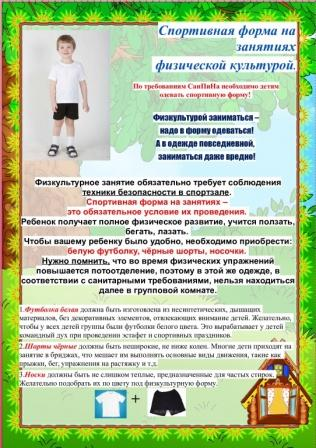 Спортивная форма на
занятиях
физической культурой.
По требованиям СанПиНа необходимо детям
одевать спортивную форму!
Физкультурой заниматься –
надо в форму одеваться!
А в одежде повседневной,
заниматься даже вредно!
Физкультурное занятие обязательно требует соблюдения
техники безопасности в спортзале.
Спортивная форма на занятиях –
это обязательное условие их проведения.
Ребенок получает полное физическое развитие, учится ползать,
бегать, лазать.
Чтобы вашему ребенку было удобно, необходимо приобрести:
белую футболку, чёрные шорты, носочки.
Нужно помнить, что во время физических упражнений
повышается потоотделение, поэтому в этой же одежде, в
соответствии с санитарными требованиями, нельзя находиться
далее в групповой комнате.
1.Футболка белая должна быть изготовлена из несинтетических, дышащих
материалов, без декоративных элементов, отвлекающих внимание детей. Желательно,
чтобы у всех детей группы были футболки белого цвета. Это вырабатывает у детей
командный дух при проведении эстафет и спортивных праздников.
2.Шорты чёрные должны быть неширокие, не ниже колен. Многие дети приходят на
занятие в бриджах, что мешает им выполнять основные виды движения, такие как
прыжки, бег, упражнения на растяжку и т.д.
3.Носки должны быть не слишком теплые, предназначенные для частых стирок.
Желательно подобрать их по цвету под физкультурную форму.
+